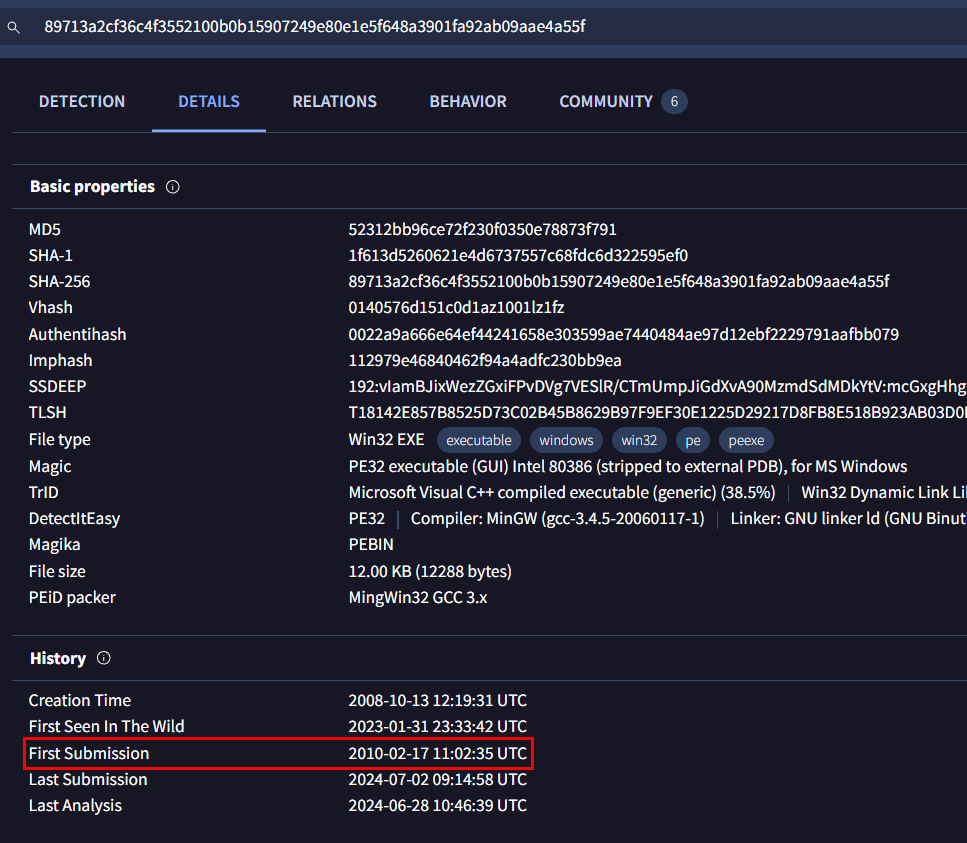 89713a2cf36c4f3552100b0b15907249e80e1e5f648a3901fa92ab09aae4a55f
DETECTION DETAILS RELATIONS BEHAVIOR COMMUNITY 6
Basic properties
MD5 52312bb96ce72f230f0350e78873f791
SHA-1 1f613d5260621e4d6737557c68fdc6d322595ef0
SHA-256 89713a2cf36c4f3552100b0b15907249e80e1e5f648a3901fa92ab09aae4a55f
Vhash 0140576d151c0d1az1001lz1fz
Authentihash 0022a9a666e64ef44241658e303599ae7440484ae97d12ebf2229791aafbb079
Imphash 112979e46840462f94a4adfc230bb9ea
SSDEEP 192:vIamBJixWezZGxiFPvDVg7VESlR/CTmUmpJiGdXvA90MzmdSdMDkYtV:mcGxgHhg
TLSH T18142E857B8525D73C02B45B8629B97F9EF30E1225D29217D8FB8E518B923AB03D0
File type Win32 EXE executable windows win32 pe peexe
Magic PE32 executable (GUI) Intel 80386 (stripped to external PDB), for MS Windows
TrID Microsoft Visual C++ compiled executable (generic) (38.5%) | Win32 Dynamic Link Li
DetectItEasy PE32 | Compiler: MinGW (gcc-3.4.5-20060117-1) | Linker: GNU linker ld (GNU Binut
Magika PEBIN
File size 12.00 KB (12288 bytes)
PEiD packer MingWin32 GCC 3.x
History
Creation Time 2008-10-13 12:19:31 UTC
First Seen In The Wild 2023-01-31 23:33:42 UTC
First Submission 2010-02-17 11:02:35 UTC
Last Submission 2024-07-02 09:14:58 UTC
Last Analysis 2024-06-28 10:46:39 UTC